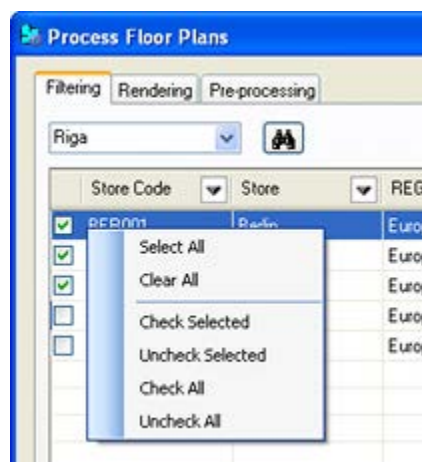 Process Floor Plans
Filtering Rendering Pre-processing
Riga
Store Code Store REG
Euro
Select All
Euro
Clear All
Euro
Check Selected
Euro
Uncheck Selected
Euro
Check All
Uncheck All